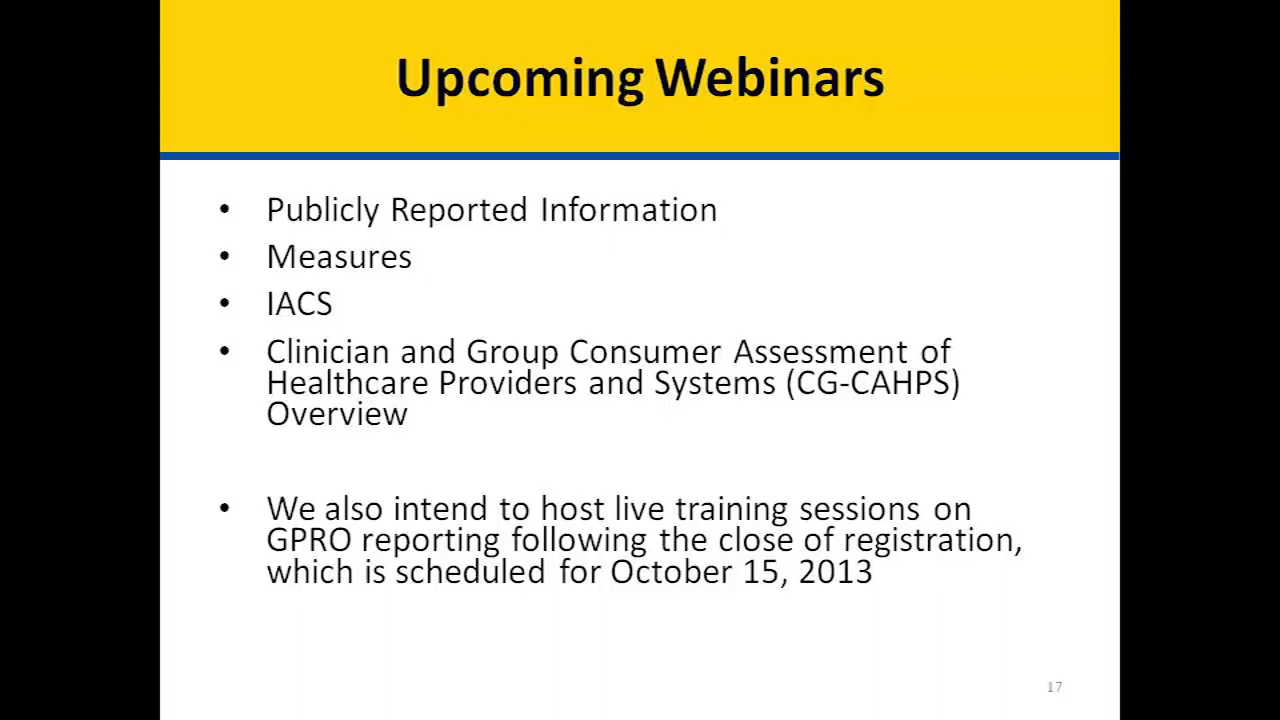 Upcoming Webinars
• Publicly Reported Information
• Measures
• IACS
• Clinician and Group Consumer Assessment of
Healthcare Providers and Systems (CG-CAHPS)
Overview
• We also intend to host live training sessions on
GPRO reporting following the close of registration,
which is scheduled for October 15, 2013
17